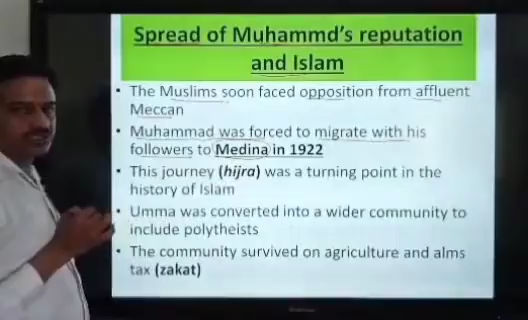 Spread of Muhammd's reputation
and Islam
• The Muslims soon faced opposition from affluent
Meccan
• Muhammad was forced to migrate with his
followers to Medina in 1922
• This journey (hijra) was a turning point in the
history of Islam
• Umma was converted into a wider community to
include polytheists
• The community survived on agriculture and alms
tax (zakat)